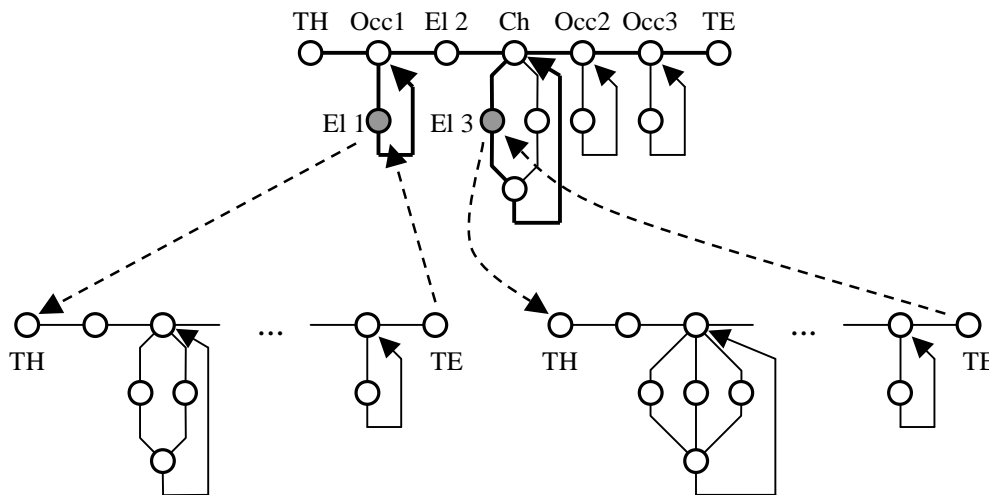 TH Occ1 El 2 Ch Occ2 Occ3 TE
El 1 El 3
... ...
TH TE TH TE